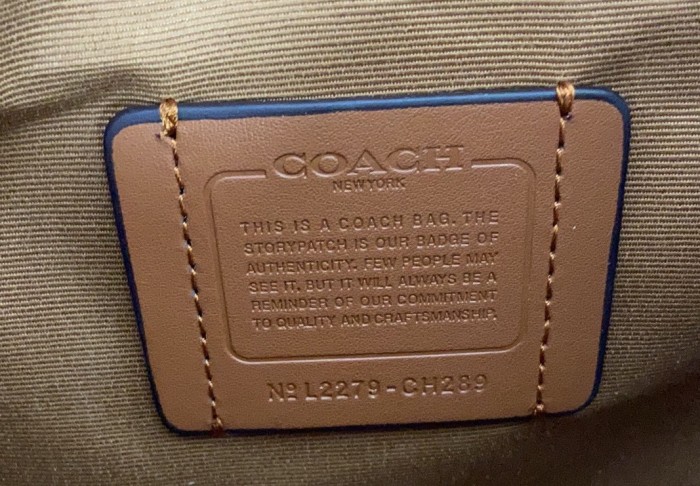 COACH
NEW YORK
THIS IS A COACH BAG. THE
STORYPATCH IS OUR BADGE OF
AUTHENTICITY. FEW PEOPLE MAY
SEE IT, BUT IT WILL ALWAYS BE A
REMINDER OF OUR COMMITMENT
TO QUALITY AND CRAFTSMANSHIP.
Nº L2279-CH289